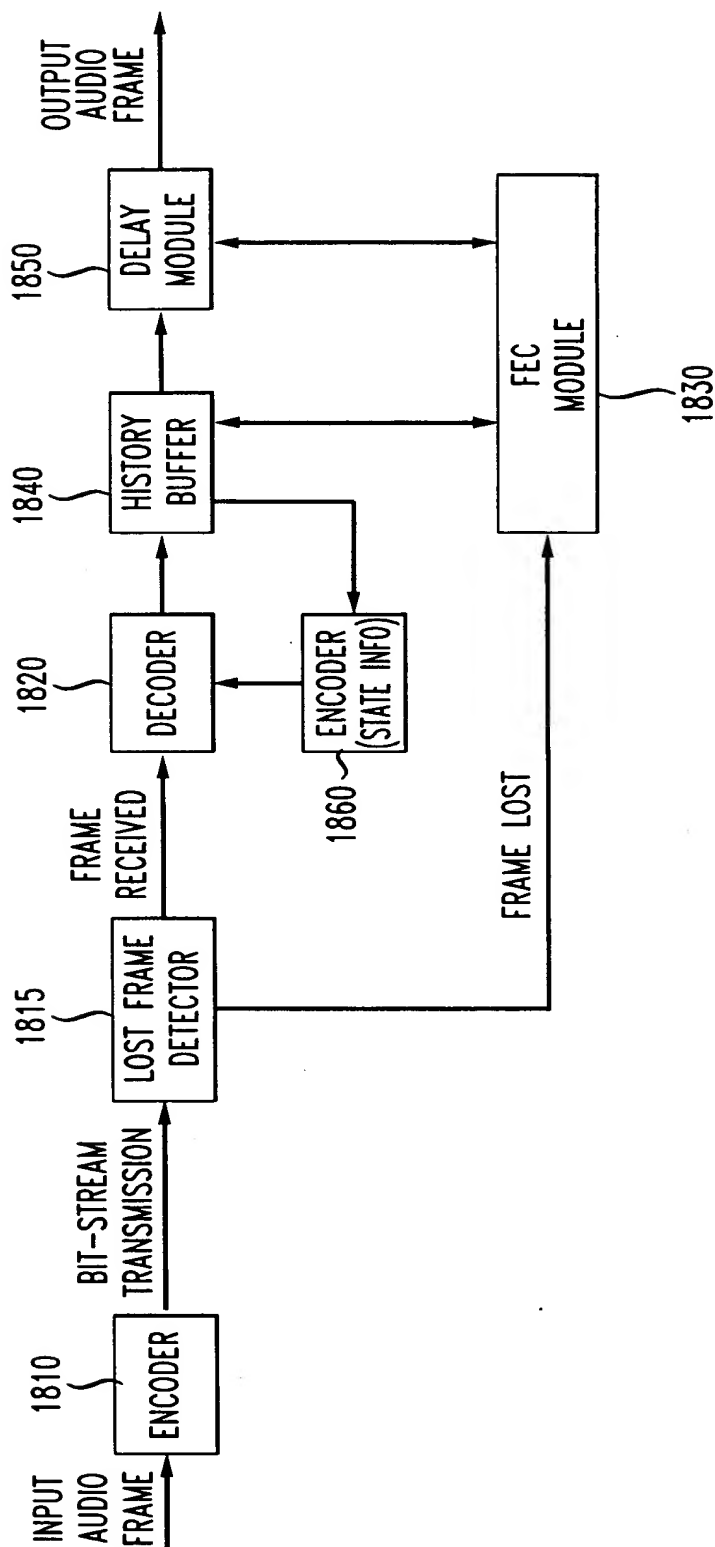 INPUT
AUDIO
FRAME
1810
ENCODER
BIT-STREAM
TRANSMISSION
1815
LOST FRAME
DETECTOR
FRAME
RECEIVED
1820
DECODER
1840
HISTORY
BUFFER
1850
DELAY
MODULE
OUTPUT
AUDIO
FRAME
1860
ENCODER
(STATE INFO)
FRAME LOST
FEC
MODULE
1830